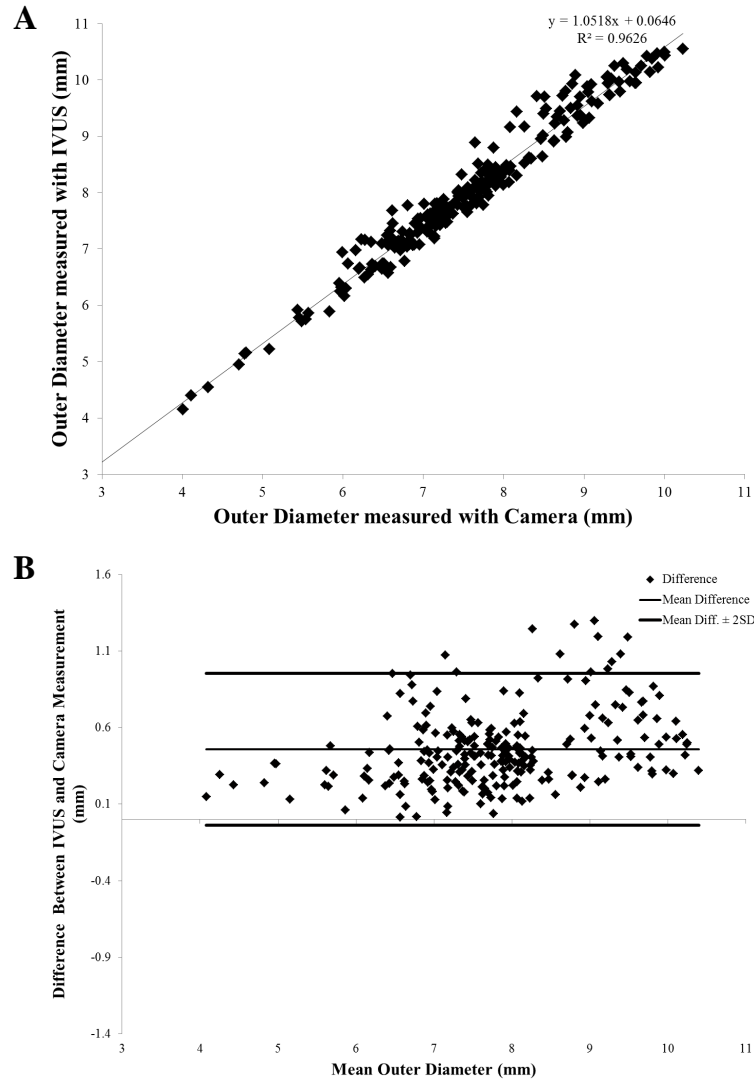 A
y = 1.0518x + 0.0646
R² = 0.9626
Outer Diameter measured with IVUS (mm)
11
10
9
8
7
6
5
4
3
3 4 5 6 7 8 9 10 11
Outer Diameter measured with Camera (mm)
B
Difference Between IVUS and Camera Measurement
(mm)
1.6
1.1
0.6
0.1
-0.4
-0.9
-1.4
Difference
Mean Difference
Mean Diff. ± 2SD
3 4 5 6 7 8 9 10 11
Mean Outer Diameter (mm)